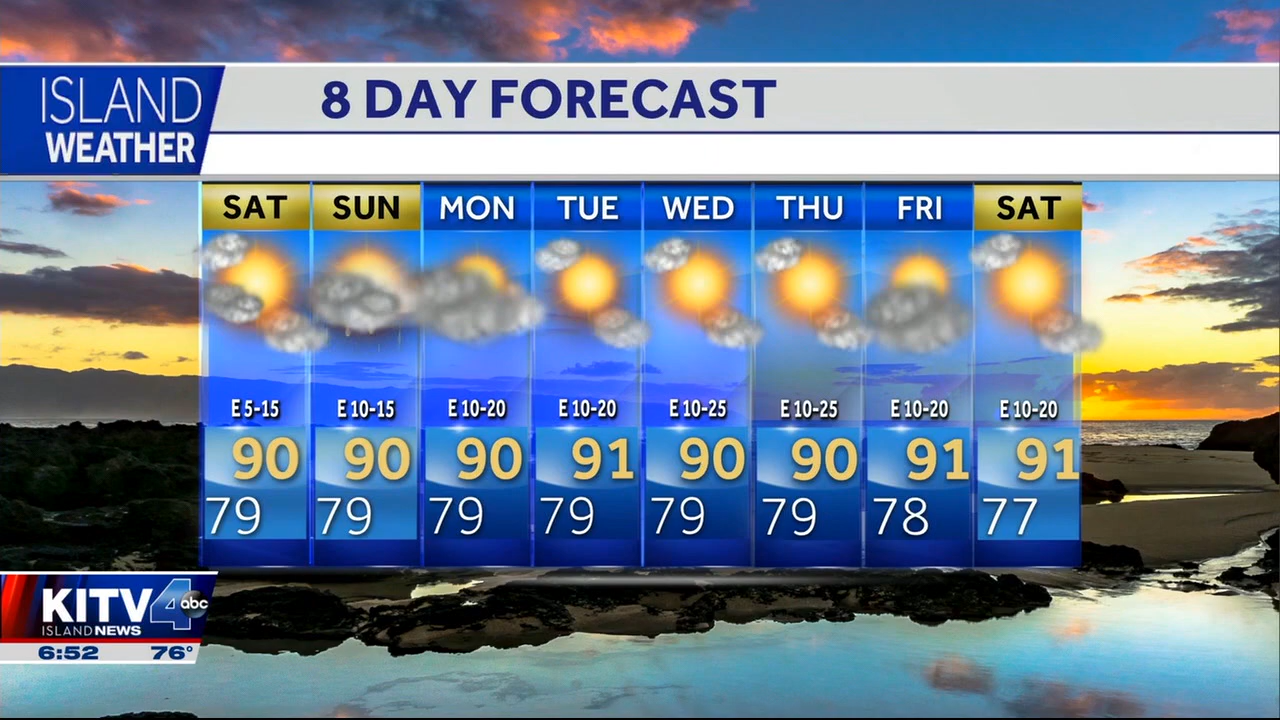 ISLAND
WEATHER
8 DAY FORECAST
SAT SUN MON TUE WED THU FRI SAT
E 5-15 E 10-15 E 10-20 E 10-20 E 10-25 E 10-25 E 10-20 E 10-20
90 90 90 91 90 90 91 91
79 79 79 79 79 79 78 77
KITV 4 abc
ISLAND NEWS
6:52 76°